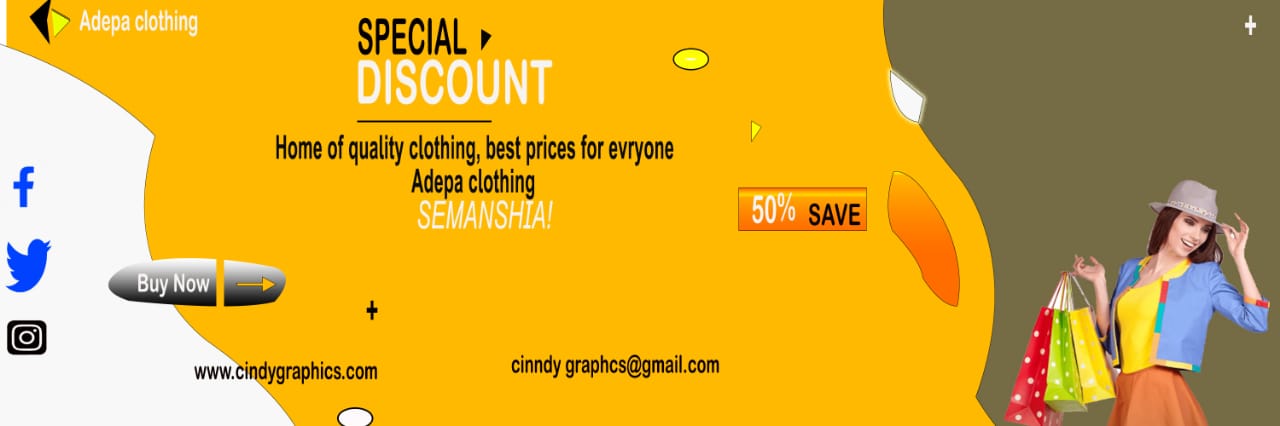 Adepa clothing
SPECIAL
DISCOUNT
Home of quality clothing, best prices for evryone
Adepa clothing
SEMANSHIA!
50% SAVE
Buy Now
www.cindygraphics.com
cinndy graphcs@gmail.com